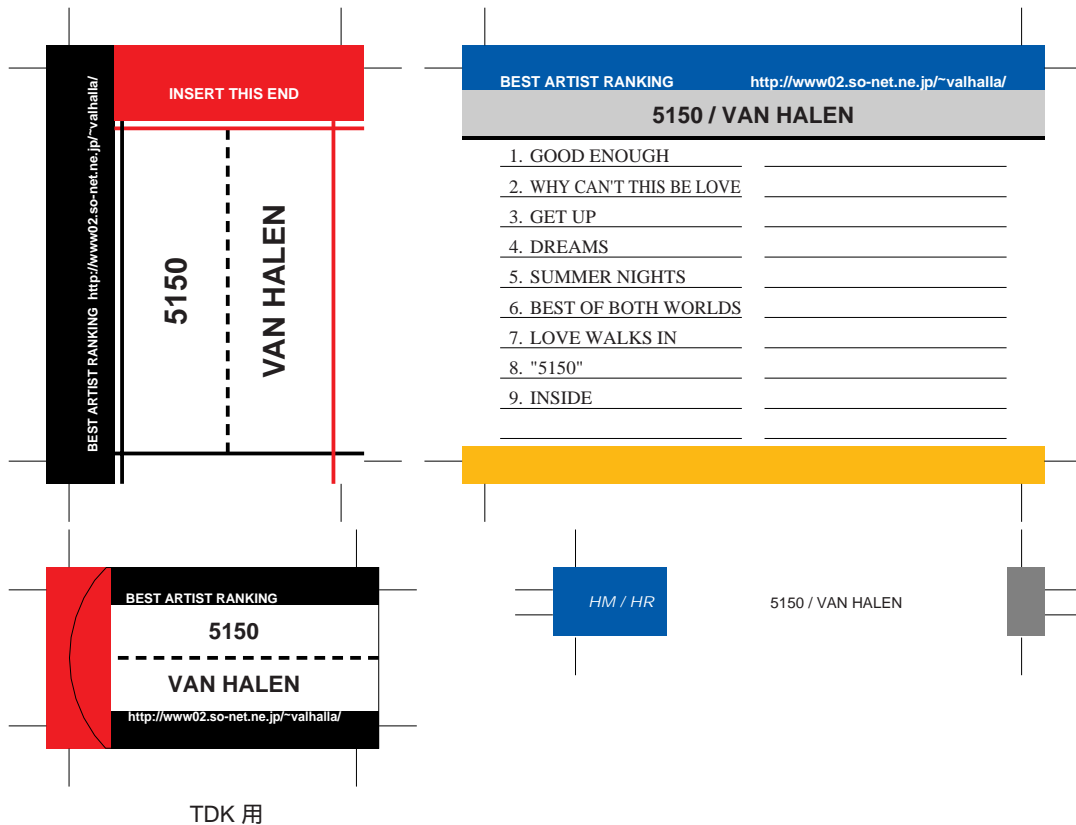 BEST ARTIST RANKING http://www02.so-net.ne.jp/~valhalla/
INSERT THIS END
5150
VAN HALEN
BEST ARTIST RANKING http://www02.so-net.ne.jp/~valhalla/
5150 / VAN HALEN
1. GOOD ENOUGH
2. WHY CAN'T THIS BE LOVE
3. GET UP
4. DREAMS
5. SUMMER NIGHTS
6. BEST OF BOTH WORLDS
7. LOVE WALKS IN
8. "5150"
9. INSIDE
BEST ARTIST RANKING
5150
VAN HALEN
http://www02.so-net.ne.jp/~valhalla/
HM / HR
5150 / VAN HALEN
TDK 用